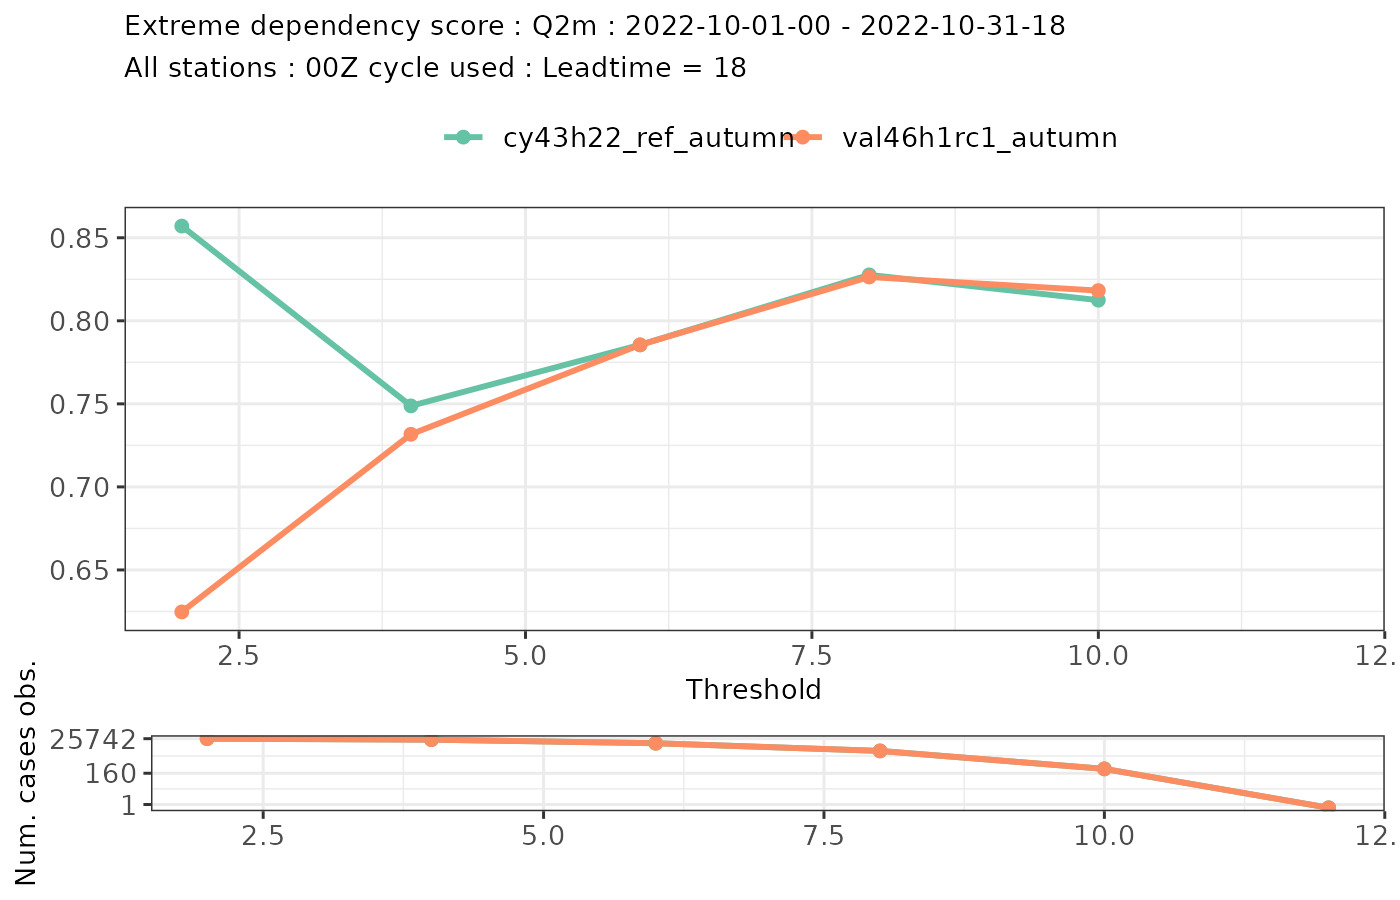 Extreme dependency score : Q2m : 2022-10-01-00 - 2022-10-31-18
All stations : 00Z cycle used : Leadtime = 18
cy43h22_ref_autumn val46h1rc1_autumn
0.85
0.80
0.75
0.70
0.65
2.5 5.0 7.5 10.0 12.
Threshold
Num. cases obs.
25742
160
1
2.5 5.0 7.5 10.0 12.